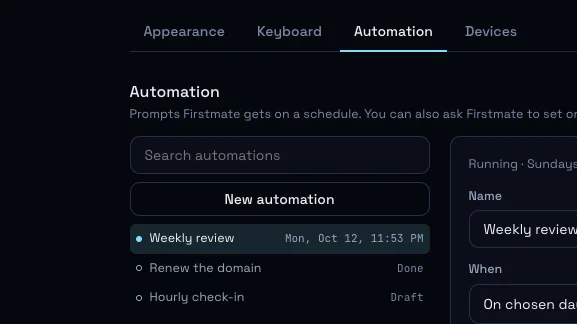 Appearance Keyboard Automation Devices
Automation
Prompts Firstmate gets on a schedule. You can also ask Firstmate to set
Search automations
New automation
Weekly review Mon, Oct 12, 11:53 PM
Renew the domain Done
Hourly check-in Draft
Running · Sundays
Name
Weekly review
When
On chosen